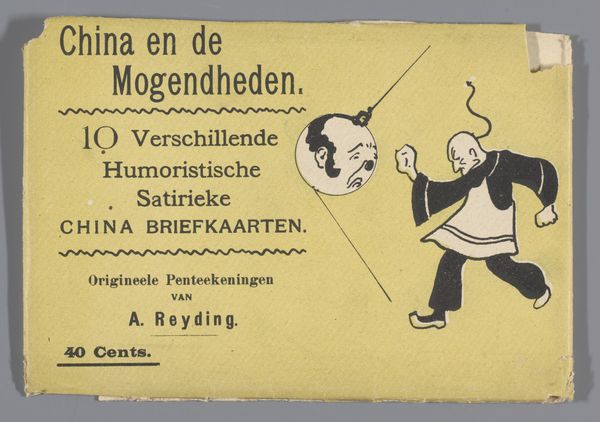 China en de
Mogendheden.
10 Verschillende
Humoristische
Satirieke
CHINA BRIEFKAARTEN.
Origineele Penteekeningen
VAN
A. Reyding.
40 Cents.